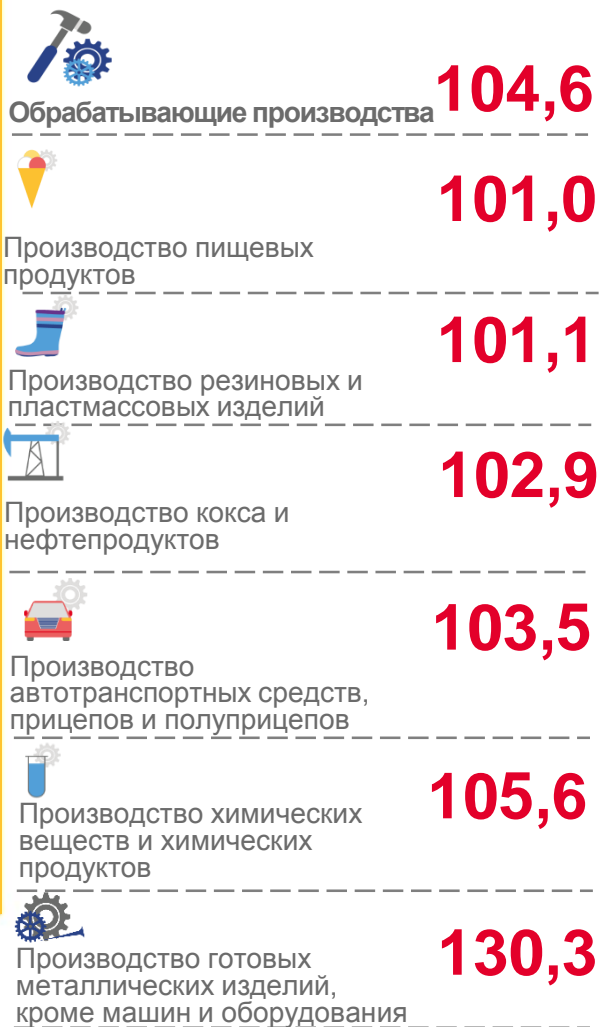 Обрабатывающие производства 104,6
101,0
Производство пищевых
продуктов
101,1
Производство резиновых и
пластмассовых изделий
102,9
Производство кокса и
нефтепродуктов
103,5
Производство
автотранспортных средств,
прицепов и полуприцепов
105,6
Производство химических
веществ и химических
продуктов
130,3
Производство готовых
металлических изделий,
кроме машин и оборудования